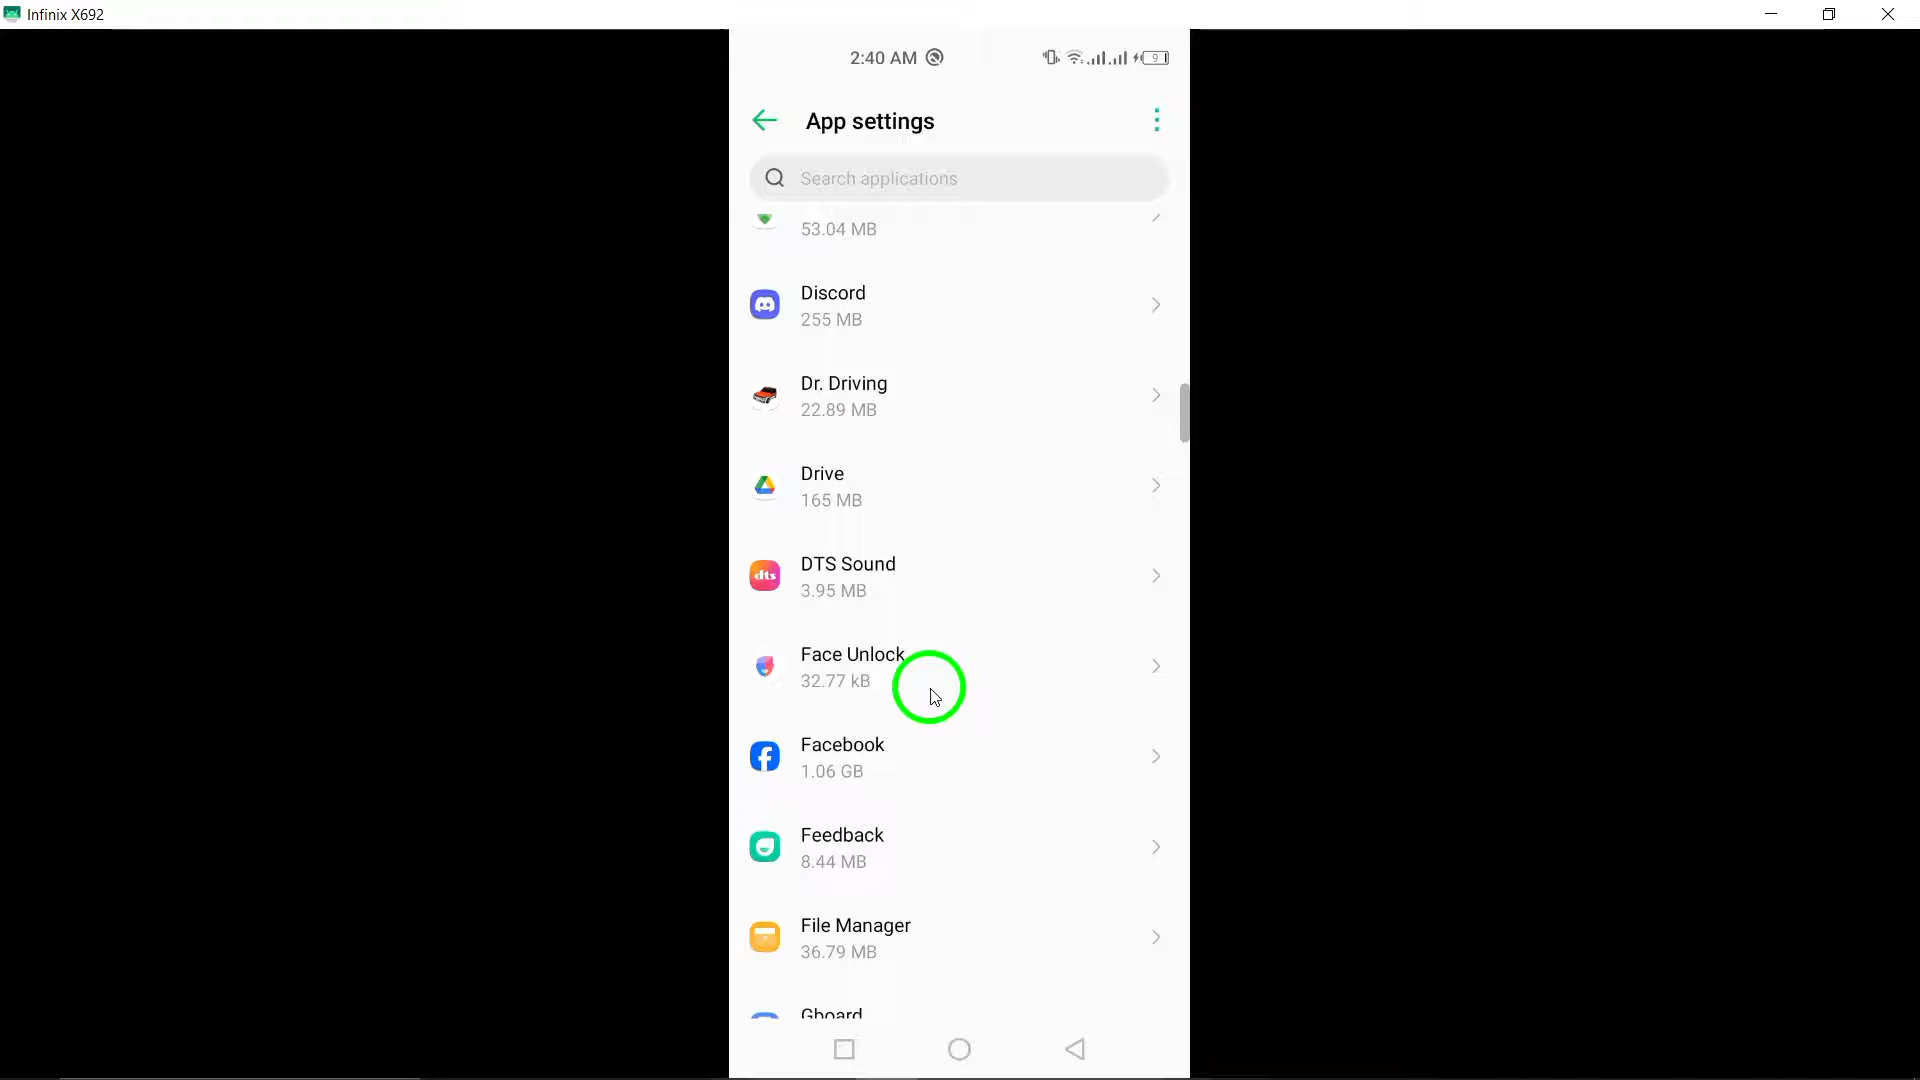 Infinix X692
2:40 AM
9
App settings
Search applications
53.04 MB
Discord
255 MB
Dr. Driving
22.89 MB
Drive
165 MB
DTS Sound
3.95 MB
dts
Face Unlock
32.77 kB
Facebook
1.06 GB
Feedback
8.44 MB
File Manager
36.79 MB
Gboard